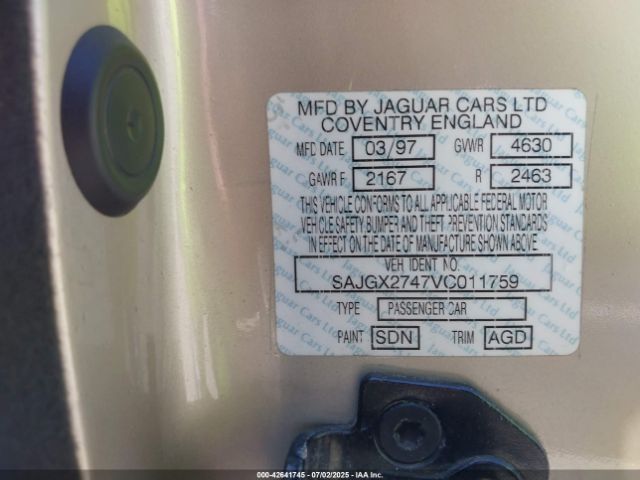 MFD BY JAGUAR CARS LTD
COVENTRY ENGLAND
MFD DATE 03/97 GVWR 4630
GAWR F 2167 R 2463
THIS VEHICLE CONFORMS TO ALL APPLICABLE FEDERAL MOTOR
VEHICLE SAFETY BUMPER AND THEFT PREVENTION STANDARDS
IN EFFECT ON THE DATE OF MANUFACTURE SHOWN ABOVE
VEH IDENT NO.
SAJGX2747VC011759
TYPE PASSENGER CAR
PAINT SDN TRIM AGD
Jaguar Cars Ltd
000-42641745 - 07/02/2025 - IAA Inc.